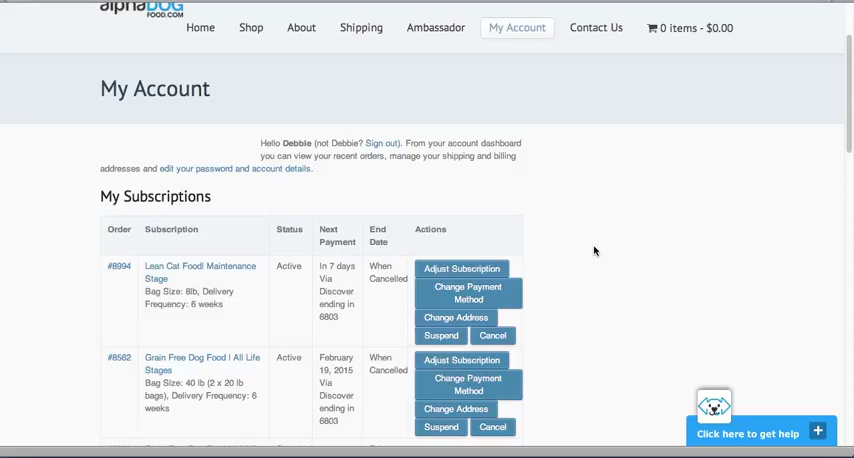 alphaDOG
FOOD.COM
Home Shop About Shipping Ambassador My Account Contact Us 0 items - $0.00
My Account
Hello Debbie (not Debbie? Sign out). From your account dashboard
you can view your recent orders, manage your shipping and billing
addresses and edit your password and account details.
My Subscriptions
Order Subscription Status Next Payment End Date Actions
#8994
Lean Cat Food| Maintenance
Stage
Bag Size: 8lb, Delivery
Frequency: 6 weeks
Active
In 7 days
Via
Discover
ending in
6803
When
Cancelled
Adjust Subscription
Change Payment
Method
Change Address
Suspend Cancel
#8562
Grain Free Dog Food | All Life
Stages
Bag Size: 40 lb (2 x 20 lb
bags), Delivery Frequency: 6
weeks
Active
February
19, 2015
Via
Discover
ending in
6803
When
Cancelled
Adjust Subscription
Change Payment
Method
Change Address
Suspend Cancel
Click here to get help +